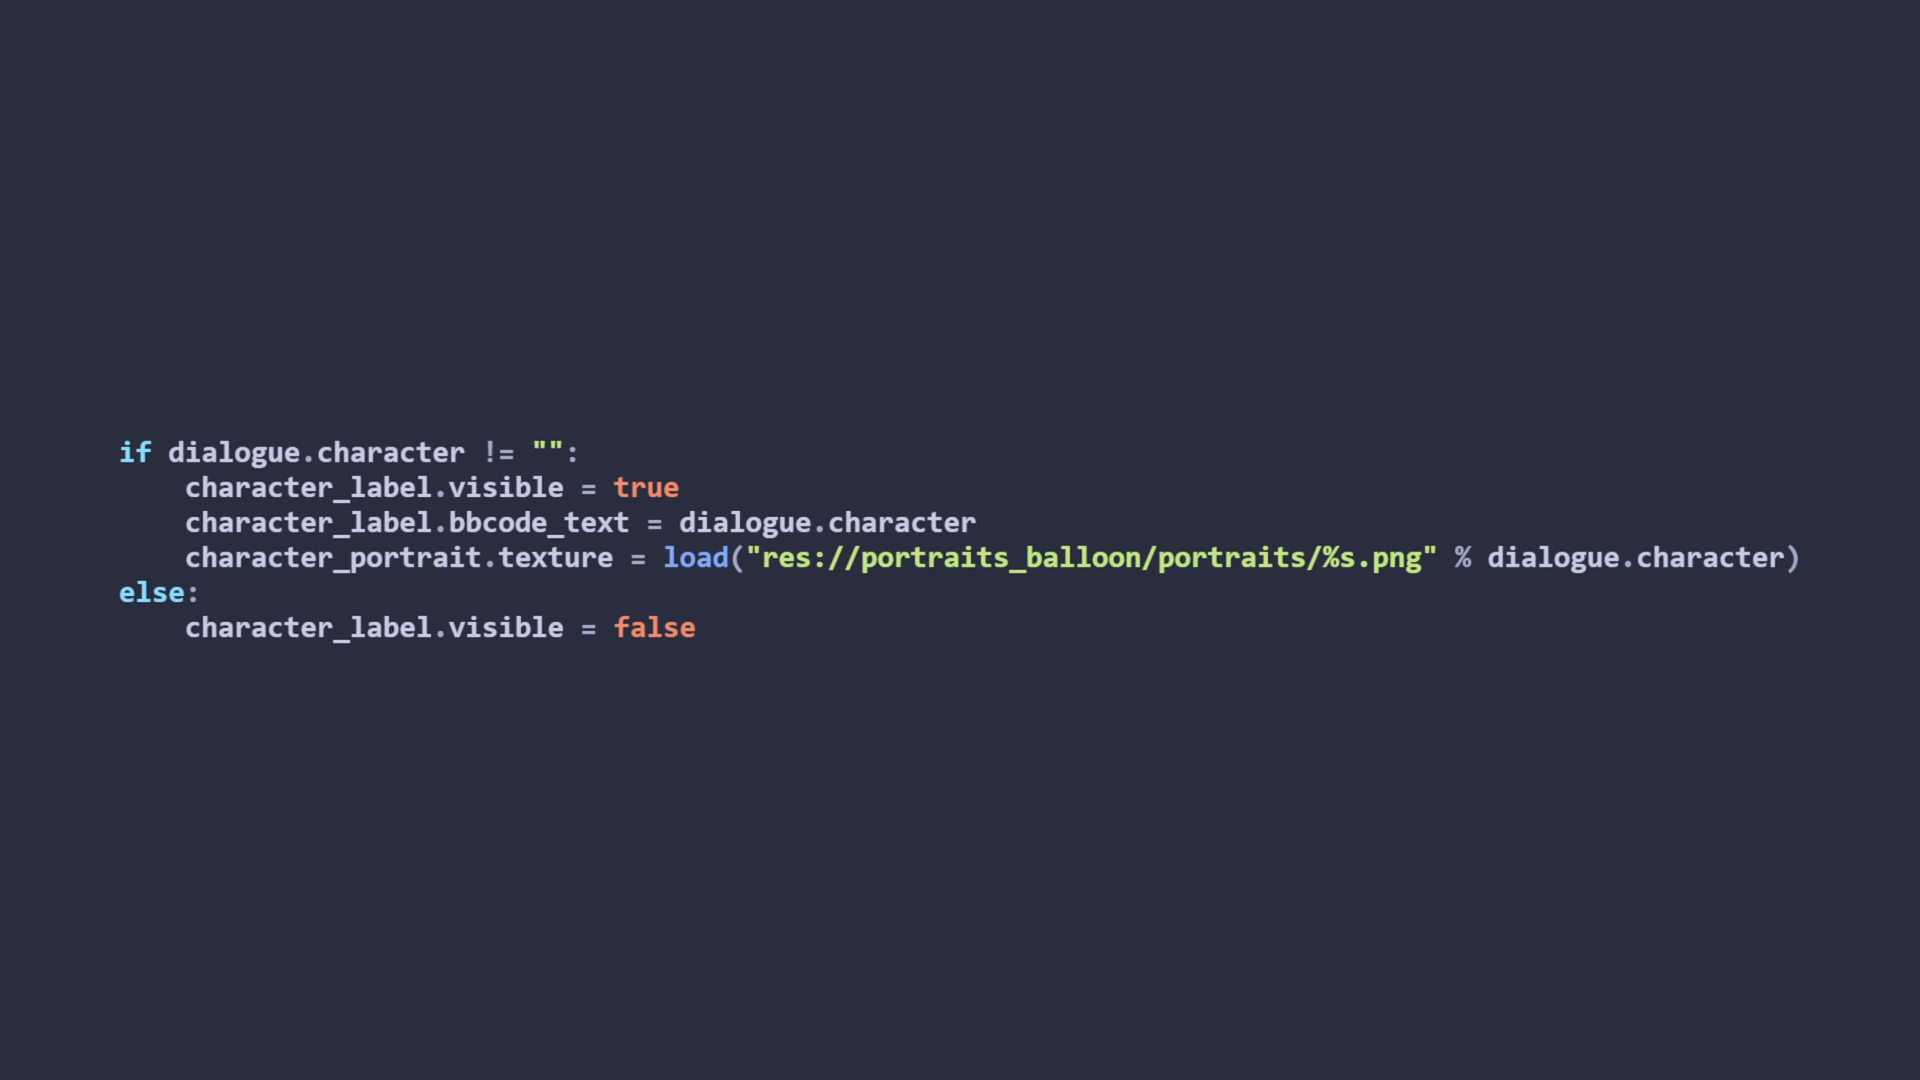 if dialogue.character != "":
    character_label.visible = true
    character_label.bbcode_text = dialogue.character
    character_portrait.texture = load("res://portraits_balloon/portraits/%s.png" % dialogue.character)
else:
    character_label.visible = false